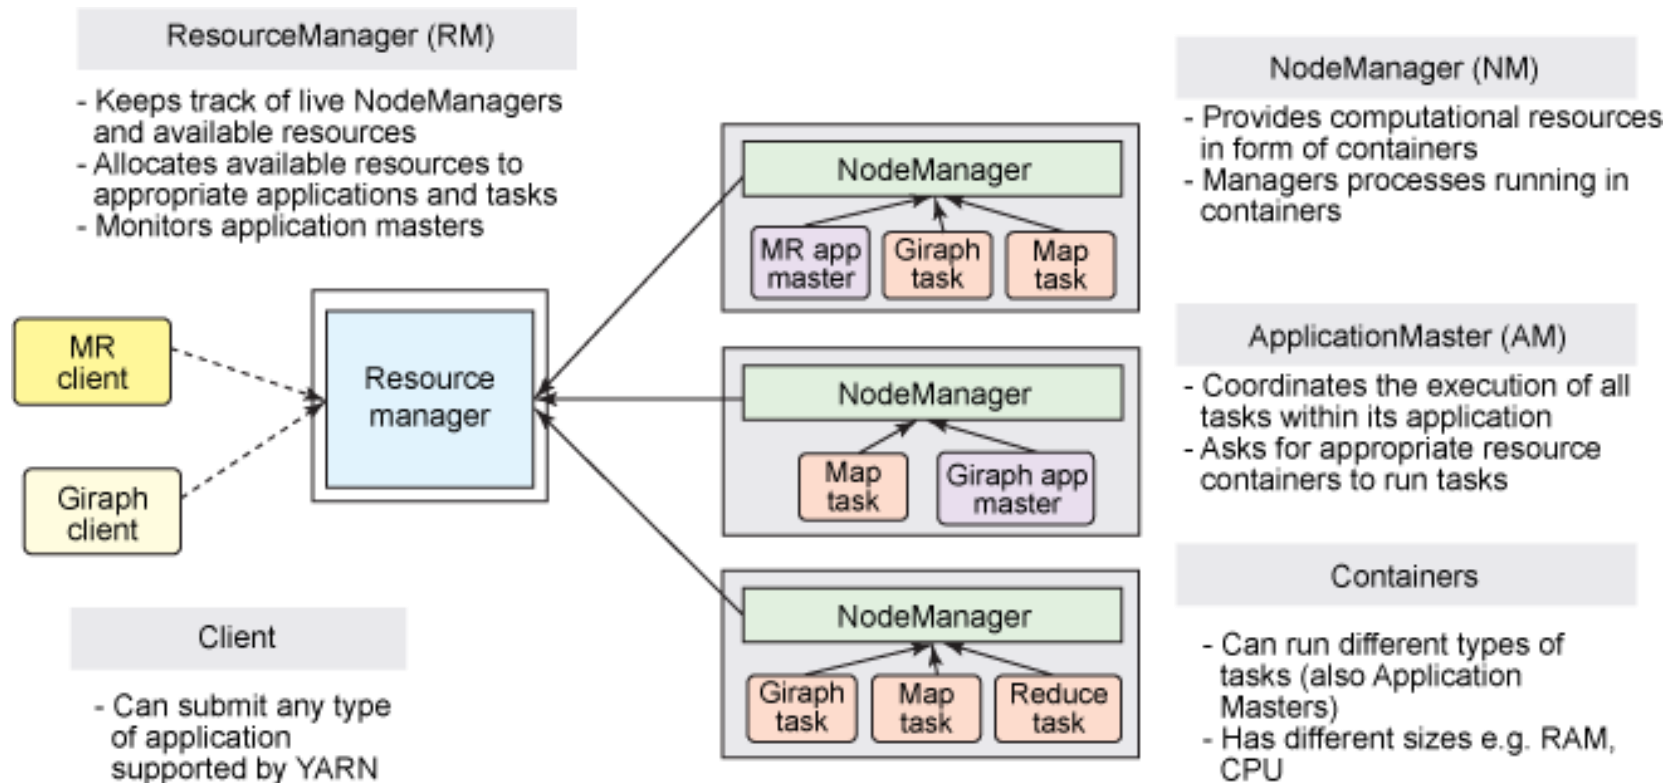 ResourceManager (RM)
- Keeps track of live NodeManagers
and available resources
- Allocates available resources to
appropriate applications and tasks
- Monitors application masters
MR
client
Giraph
client
Resource
manager
Client
- Can submit any type
of application
supported by YARN
NodeManager
MR app
master
Giraph
task
Map
task
NodeManager
Map
task
Giraph app
master
NodeManager
Giraph
task
Map
task
Reduce
task
NodeManager (NM)
- Provides computational resources
in form of containers
- Managers processes running in
containers
ApplicationMaster (AM)
- Coordinates the execution of all
tasks within its application
- Asks for appropriate resource
containers to run tasks
Containers
- Can run different types of
tasks (also Application
Masters)
- Has different sizes e.g. RAM,
CPU